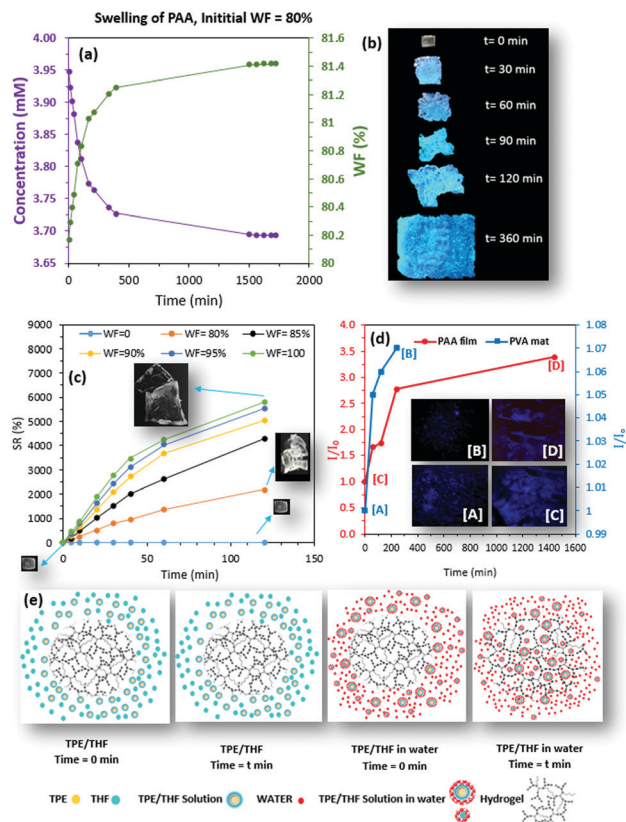 Swelling of PAA, Inititial WF = 80%
(a)
Concentration (mM)
4.00
3.95
3.90
3.85
3.80
3.75
3.70
3.65
81.6
81.4
81.2
81
80.8
80.6
80.4
80.2
80
WF (%)
0 500 1000 1500 2000
Time (min)
(b)
t= 0 min
t= 30 min
t= 60 min
t= 90 min
t= 120 min
t= 360 min
(c)
WF=0 WF= 80% WF= 85%
WF=90% WF=95% WF=100
SR (%)
9000
8000
7000
6000
5000
4000
3000
2000
1000
0
0 50 100 150
Time (min)
(d)
PAA film PVA mat
I/I₀
4.0
3.5
3.0
2.5
2.0
1.5
1.0
0.5
0.0
1.08
1.07
1.06
1.05
1.04
1.03
1.02
1.01
1
0.99
I/I₀
[B]
[D]
[C]
[A]
[B] [D]
[A] [C]
0 200 400 600 800 1000 1200 1400 1600
Time (min)
(e)
TPE/THF
Time = 0 min
TPE/THF
Time = t min
TPE/THF in water
Time = 0 min
TPE/THF in water
Time = t min
TPE THF TPE/THF Solution WATER TPE/THF Solution in water Hydrogel